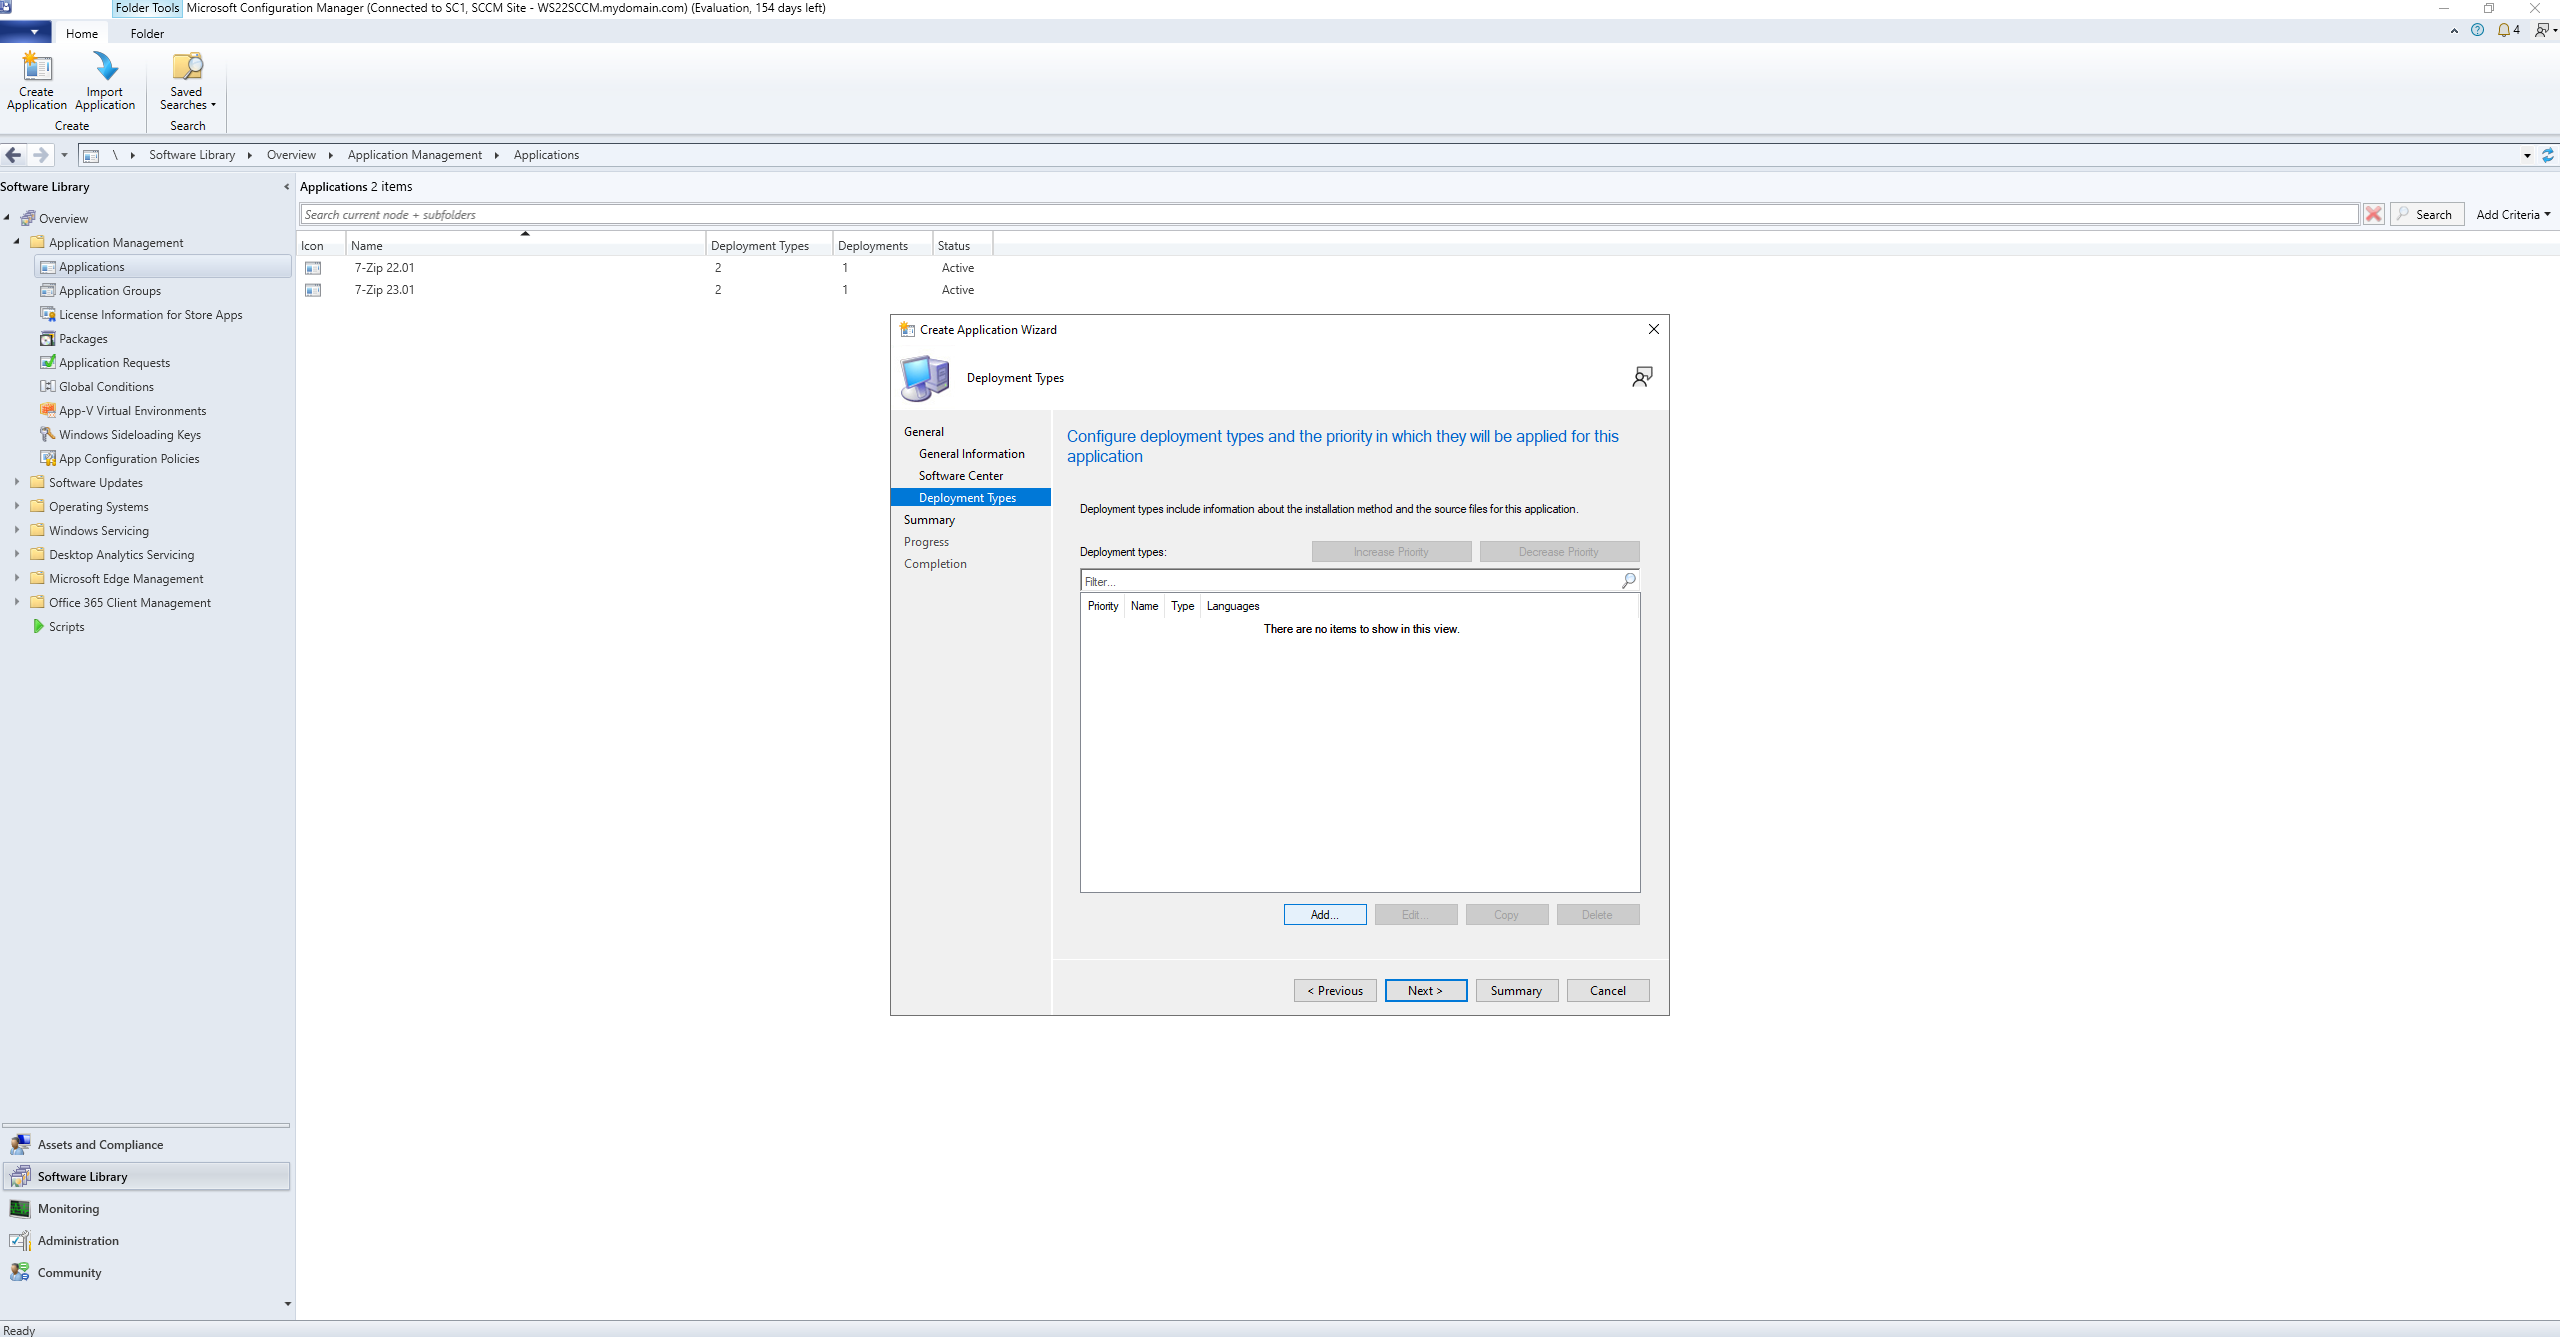 Folder Tools Microsoft Configuration Manager (Connected to SC1, SCCM Site - WS22SCCM.mydomain.com) (Evaluation, 154 days left)
Home Folder
4
Create Application
Import Application
Saved Searches
Create
Search
\ Software Library Overview Application Management Applications
Software Library
Overview
Application Management
Applications
Application Groups
License Information for Store Apps
Packages
Application Requests
Global Conditions
App-V Virtual Environments
Windows Sideloading Keys
App Configuration Policies
Software Updates
Operating Systems
Windows Servicing
Desktop Analytics Servicing
Microsoft Edge Management
Office 365 Client Management
Scripts
Assets and Compliance
Software Library
Monitoring
Administration
Community
Applications 2 items
Search current node + subfolders
Search Add Criteria
Icon Name Deployment Types Deployments Status
7-Zip 22.01 2 1 Active
7-Zip 23.01 2 1 Active
Create Application Wizard
Deployment Types
General
General Information
Software Center
Deployment Types
Summary
Progress
Completion
Configure deployment types and the priority in which they will be applied for this
application
Deployment types include information about the installation method and the source files for this application.
Deployment types: Increase Priority Decrease Priority
Filter...
Priority Name Type Languages
There are no items to show in this view.
Add... Edit... Copy Delete
< Previous Next > Summary Cancel
Ready